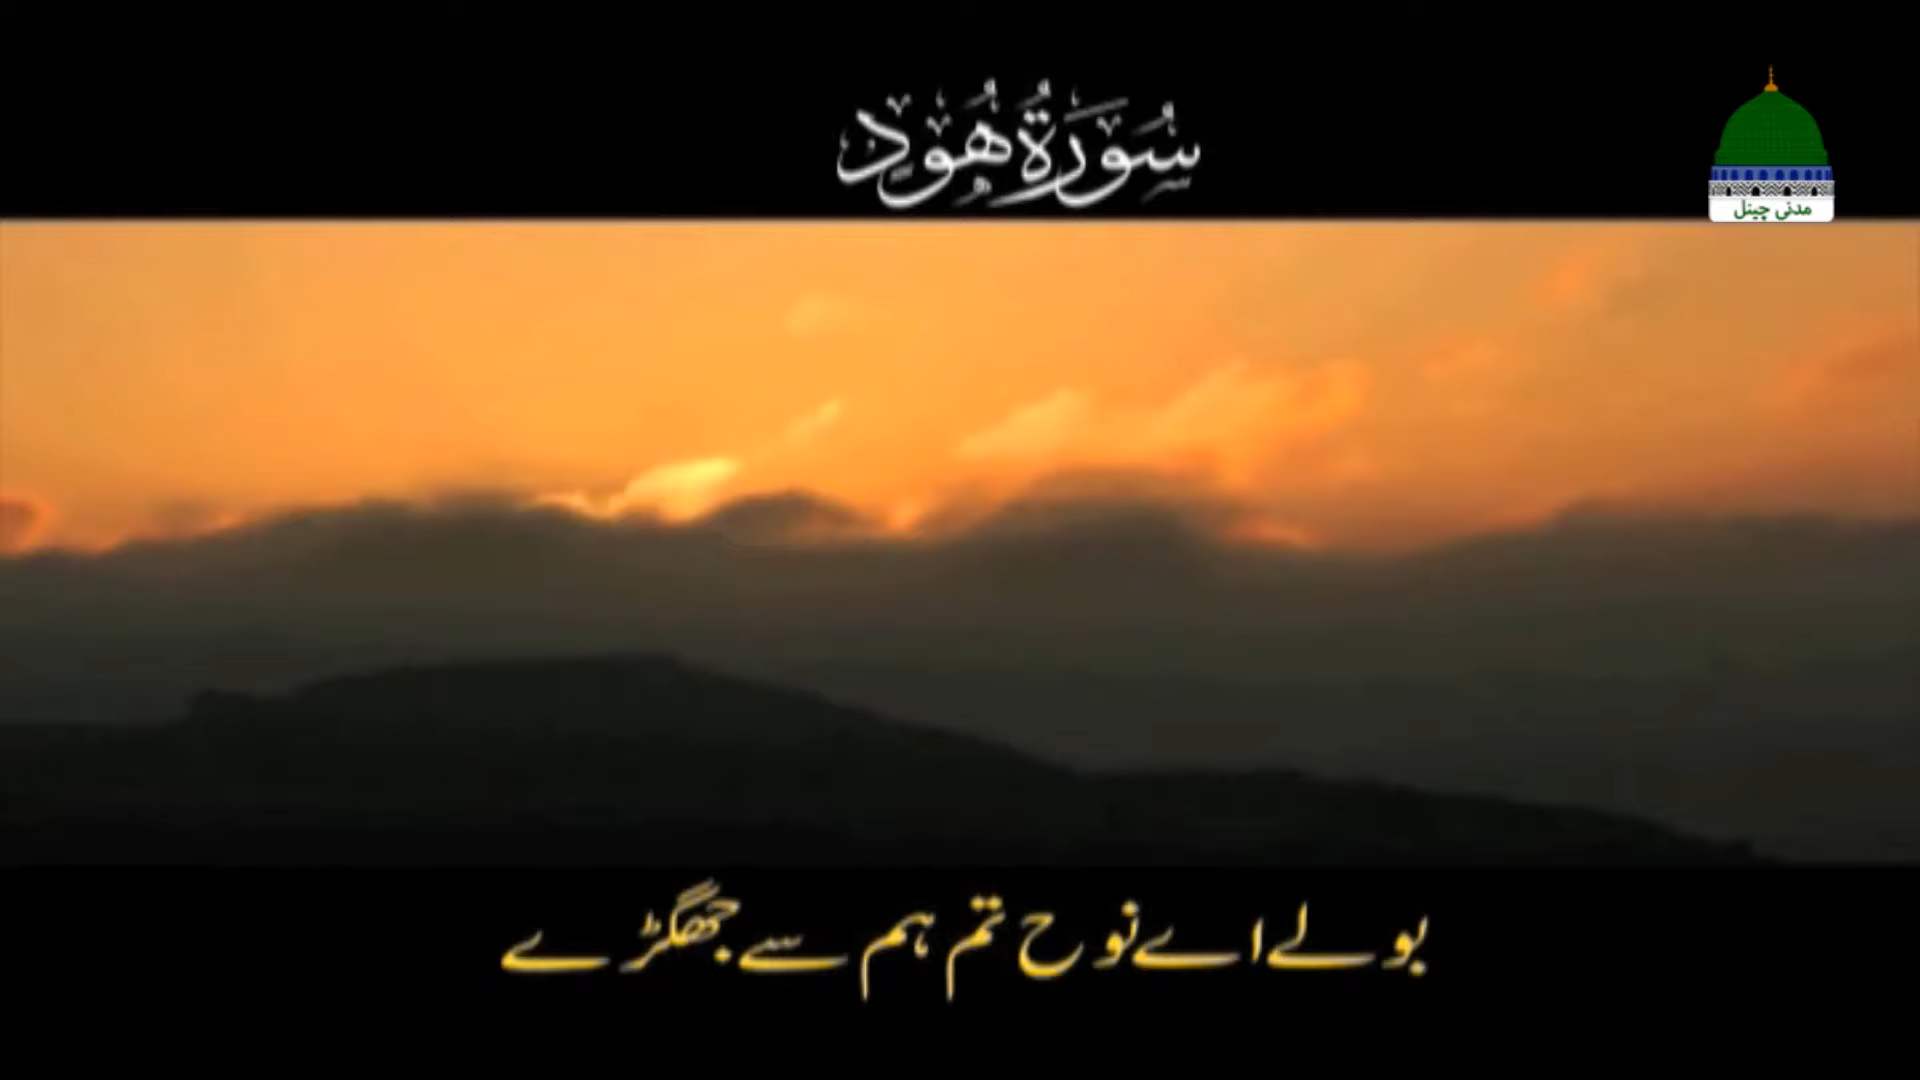 سُوۡرَۃُ ھُوۡد
مدنی چینل
بولے اے نوح تم ہم سے جھگڑے